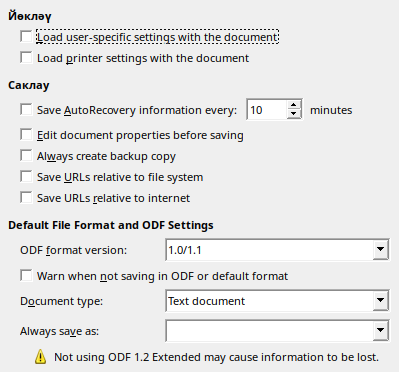 Йөкләү
Load user-specific settings with the document
Load printer settings with the document
Саклау
Save AutoRecovery information every: 10 minutes
Edit document properties before saving
Always create backup copy
Save URLs relative to file system
Save URLs relative to internet
Default File Format and ODF Settings
ODF format version: 1.0/1.1
Warn when not saving in ODF or default format
Document type: Text document
Always save as:
Not using ODF 1.2 Extended may cause information to be lost.